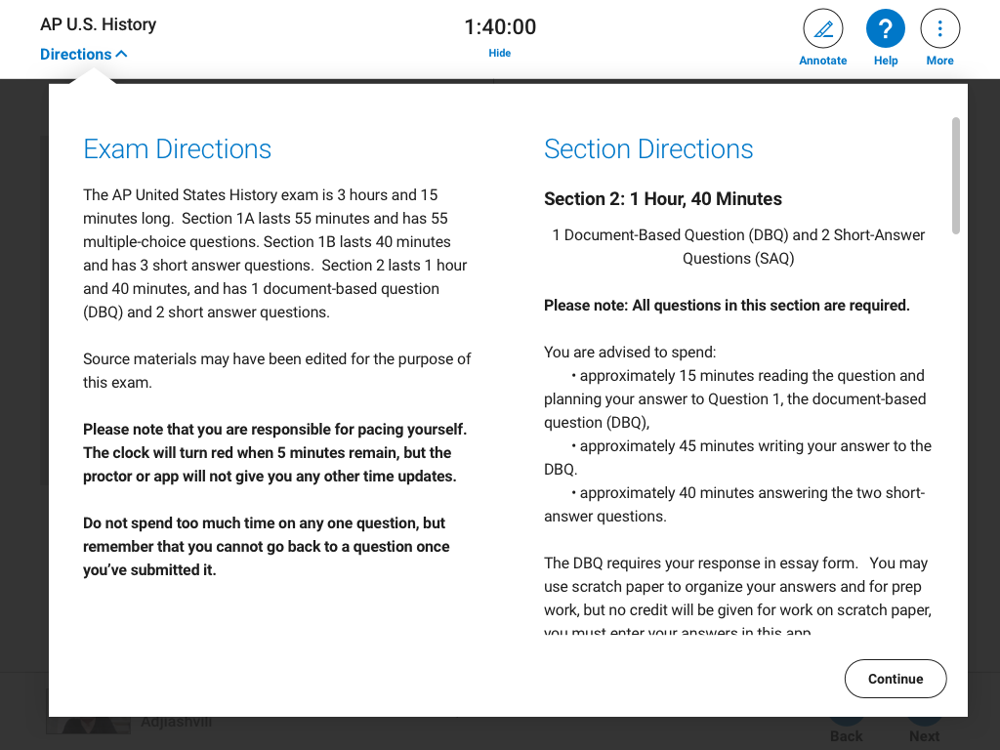 AP U.S. History
Directions
1:40:00
Hide
Annotate
?
Help
More
Exam Directions
The AP United States History exam is 3 hours and 15
minutes long. Section 1A lasts 55 minutes and has 55
multiple-choice questions. Section 1B lasts 40 minutes
and has 3 short answer questions. Section 2 lasts 1 hour
and 40 minutes, and has 1 document-based question
(DBQ) and 2 short answer questions.
Source materials may have been edited for the purpose of
this exam.
Please note that you are responsible for pacing yourself.
The clock will turn red when 5 minutes remain, but the
proctor or app will not give you any other time updates.
Do not spend too much time on any one question, but
remember that you cannot go back to a question once
you’ve submitted it.
Section Directions
Section 2: 1 Hour, 40 Minutes
1 Document-Based Question (DBQ) and 2 Short-Answer
Questions (SAQ)
Please note: All questions in this section are required.
You are advised to spend:
• approximately 15 minutes reading the question and
planning your answer to Question 1, the document-based
question (DBQ),
• approximately 45 minutes writing your answer to the
DBQ.
• approximately 40 minutes answering the two short-
answer questions.
The DBQ requires your response in essay form. You may
use scratch paper to organize your answers and for prep
work, but no credit will be given for work on scratch paper,
you must enter your answers in this app
Continue
Adjiashvili
Back
Next